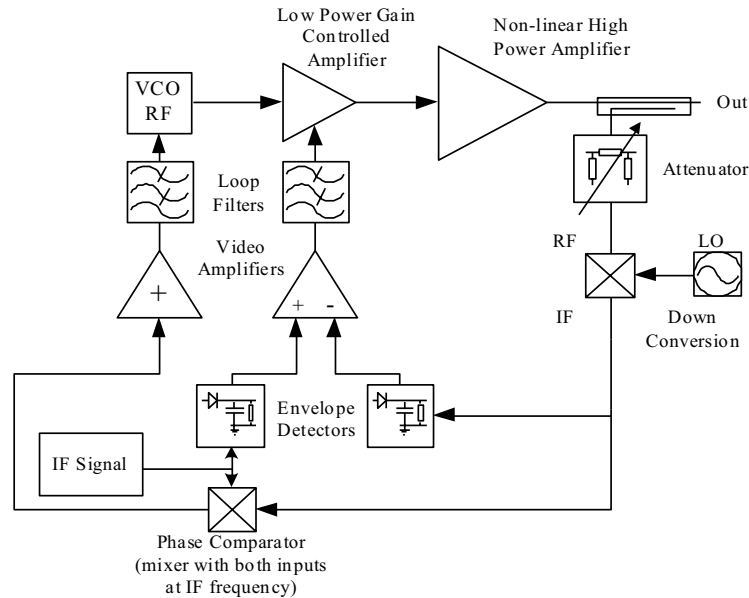 Low Power Gain
Controlled
Amplifier
Non-linear High
Power Amplifier
VCO
RF
Out
Loop
Filters
Attenuator
Video
Amplifiers
RF
LO
+
+ -
IF
Down
Conversion
Envelope
Detectors
IF Signal
Phase Comparator
(mixer with both inputs
at IF frequency)